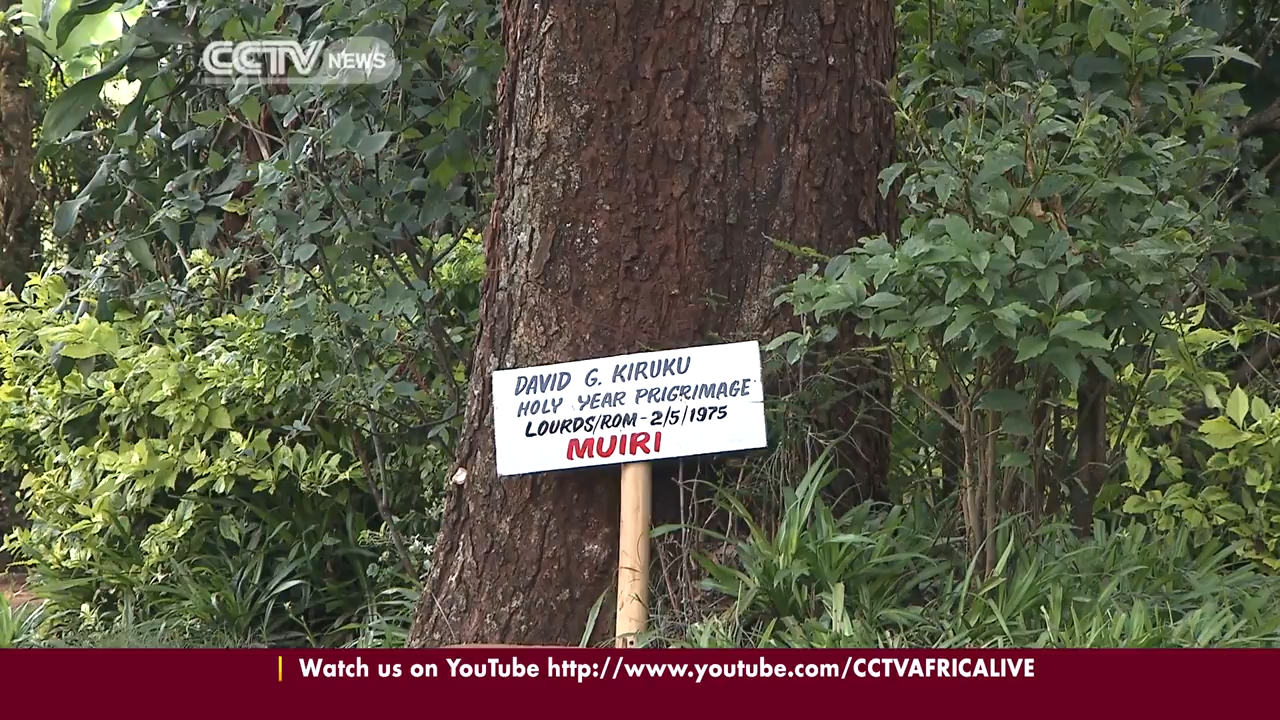 CCTV NEWS
DAVID G. KIRUKU
HOLY YEAR PRIGRIMAGE
LOURDS/ROM - 2/5/1975
MUIRI
Watch us on YouTube http://www.youtube.com/CCTVAFRICALIVE